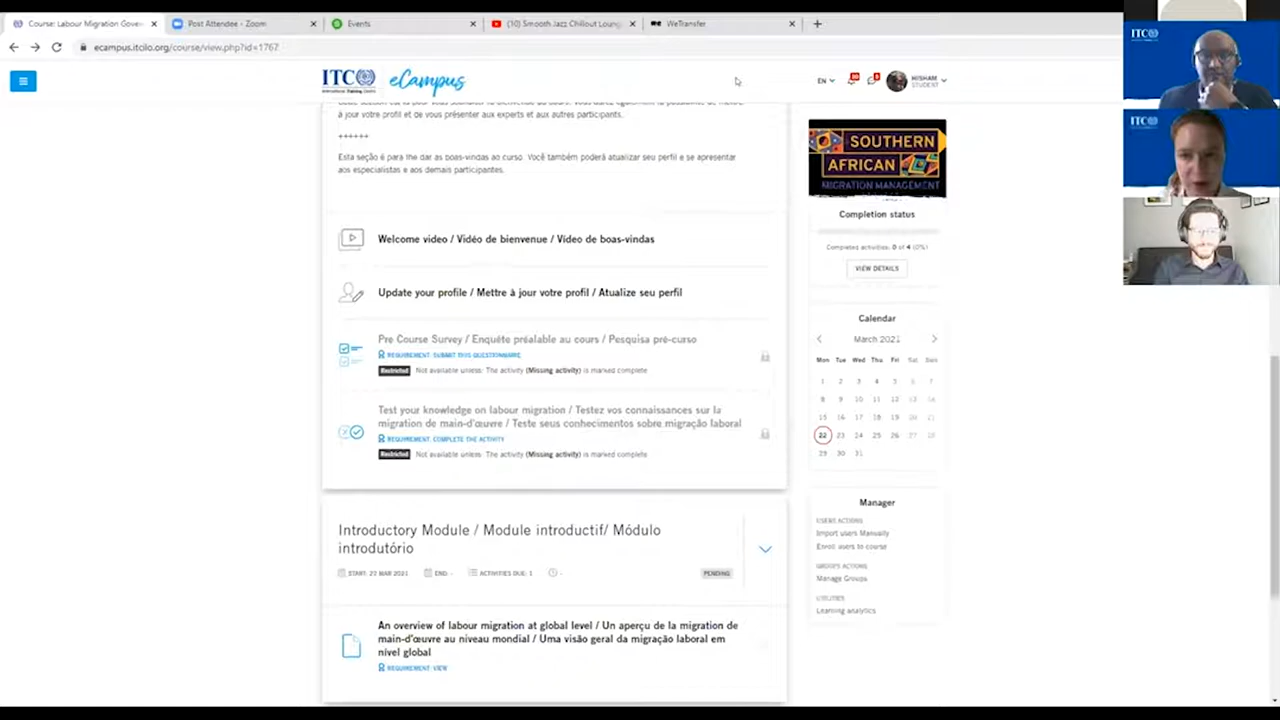 Course: Labour Migration Gover
Post Attendee - Zoom
Events
(10) Smooth Jazz Chillout Loung
WeTransfer
ecampus.itcilo.org/course/view.php?id=1767
ITC
International Training Centre
eCampus
EN
HISHAM
STUDENT
à jour votre profil et de vous présenter aux experts et aux autres participants.
++++++
Esta seção é para lhe dar as boas-vindas ao curso. Você também poderá atualizar seu perfil e se apresentar
aos especialistas e aos demais participantes.
Welcome video / Vidéo de bienvenue / Vídeo de boas-vindas
Update your profile / Mettre à jour votre profil / Atualize seu perfil
Pre Course Survey / Enquête préalable au cours / Pesquisa pré-curso
REQUIREMENT: SUBMIT THIS QUESTIONNAIRE
Restricted Not available unless: The activity (Missing activity) is marked complete
Test your knowledge on labour migration / Testez vos connaissances sur la
migration de main-d'œuvre / Teste seus conhecimentos sobre migração laboral
REQUIREMENT: COMPLETE THE ACTIVITY
Restricted Not available unless: The activity (Missing activity) is marked complete
Introductory Module / Module introductif/ Módulo
introdutório
START: 22 MAR 2021 END: - ACTIVITIES DUE: 1 -
PENDING
An overview of labour migration at global level / Un aperçu de la migration de
main-d'œuvre au niveau mondial / Uma visão geral da migração laboral em
nível global
REQUIREMENT: VIEW
SOUTHERN
AFRICAN
MIGRATION MANAGEMENT
Completion status
Completed activities: 0 of 4 (0%)
VIEW DETAILS
Calendar
March 2021
Mon Tue Wed Thu Fri Sat Sun
1 2 3 4 5 6 7
8 9 10 11 12 13 14
15 16 17 18 19 20 21
22 23 24 25 26 27 28
29 30 31
Manager
USERS ACTIONS
Import users Manually
Enroll users to course
GROUPS ACTIONS
Manage Groups
UTILITIES
Learning analytics
ITC
ITC